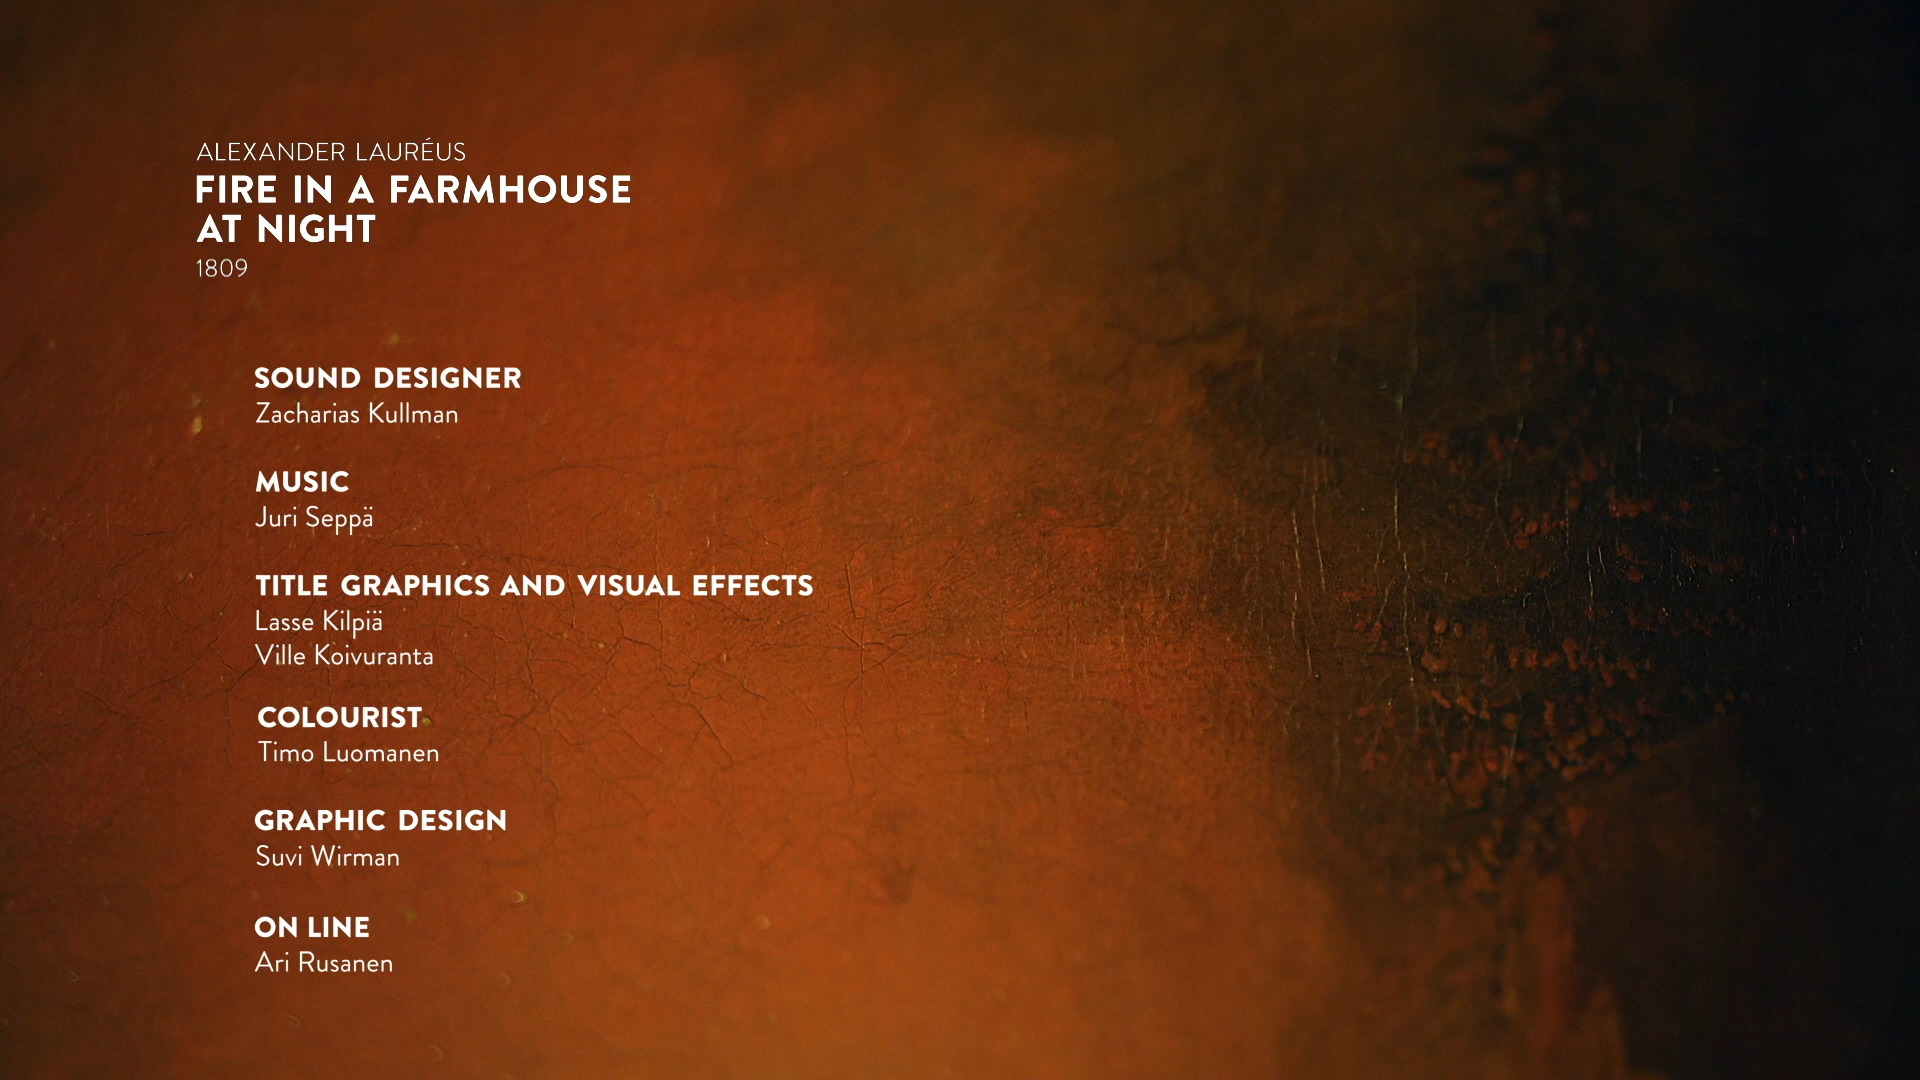 ALEXANDER LAURÉUS
FIRE IN A FARMHOUSE
AT NIGHT
1809
SOUND DESIGNER
Zacharias Kullman
MUSIC
Juri Seppä
TITLE GRAPHICS AND VISUAL EFFECTS
Lasse Kilpiä
Ville Koivuranta
COLOURIST
Timo Luomanen
GRAPHIC DESIGN
Suvi Wirman
ON LINE
Ari Rusanen